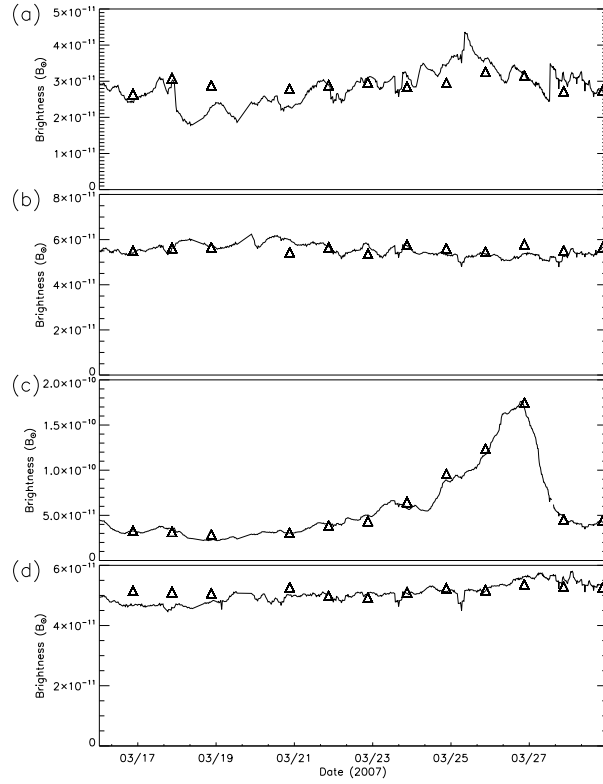 (a)
5×10⁻¹¹
4×10⁻¹¹
3×10⁻¹¹
2×10⁻¹¹
1×10⁻¹¹
0
Brightness (B⊙)
(b)
8×10⁻¹¹
6×10⁻¹¹
4×10⁻¹¹
2×10⁻¹¹
0
Brightness (B⊙)
(c)
2.0×10⁻¹⁰
1.5×10⁻¹⁰
1.0×10⁻¹⁰
5.0×10⁻¹¹
0
Brightness (B⊙)
(d)
6×10⁻¹¹
4×10⁻¹¹
2×10⁻¹¹
0
Brightness (B⊙)
03/17 03/19 03/21 03/23 03/25 03/27
Date (2007)